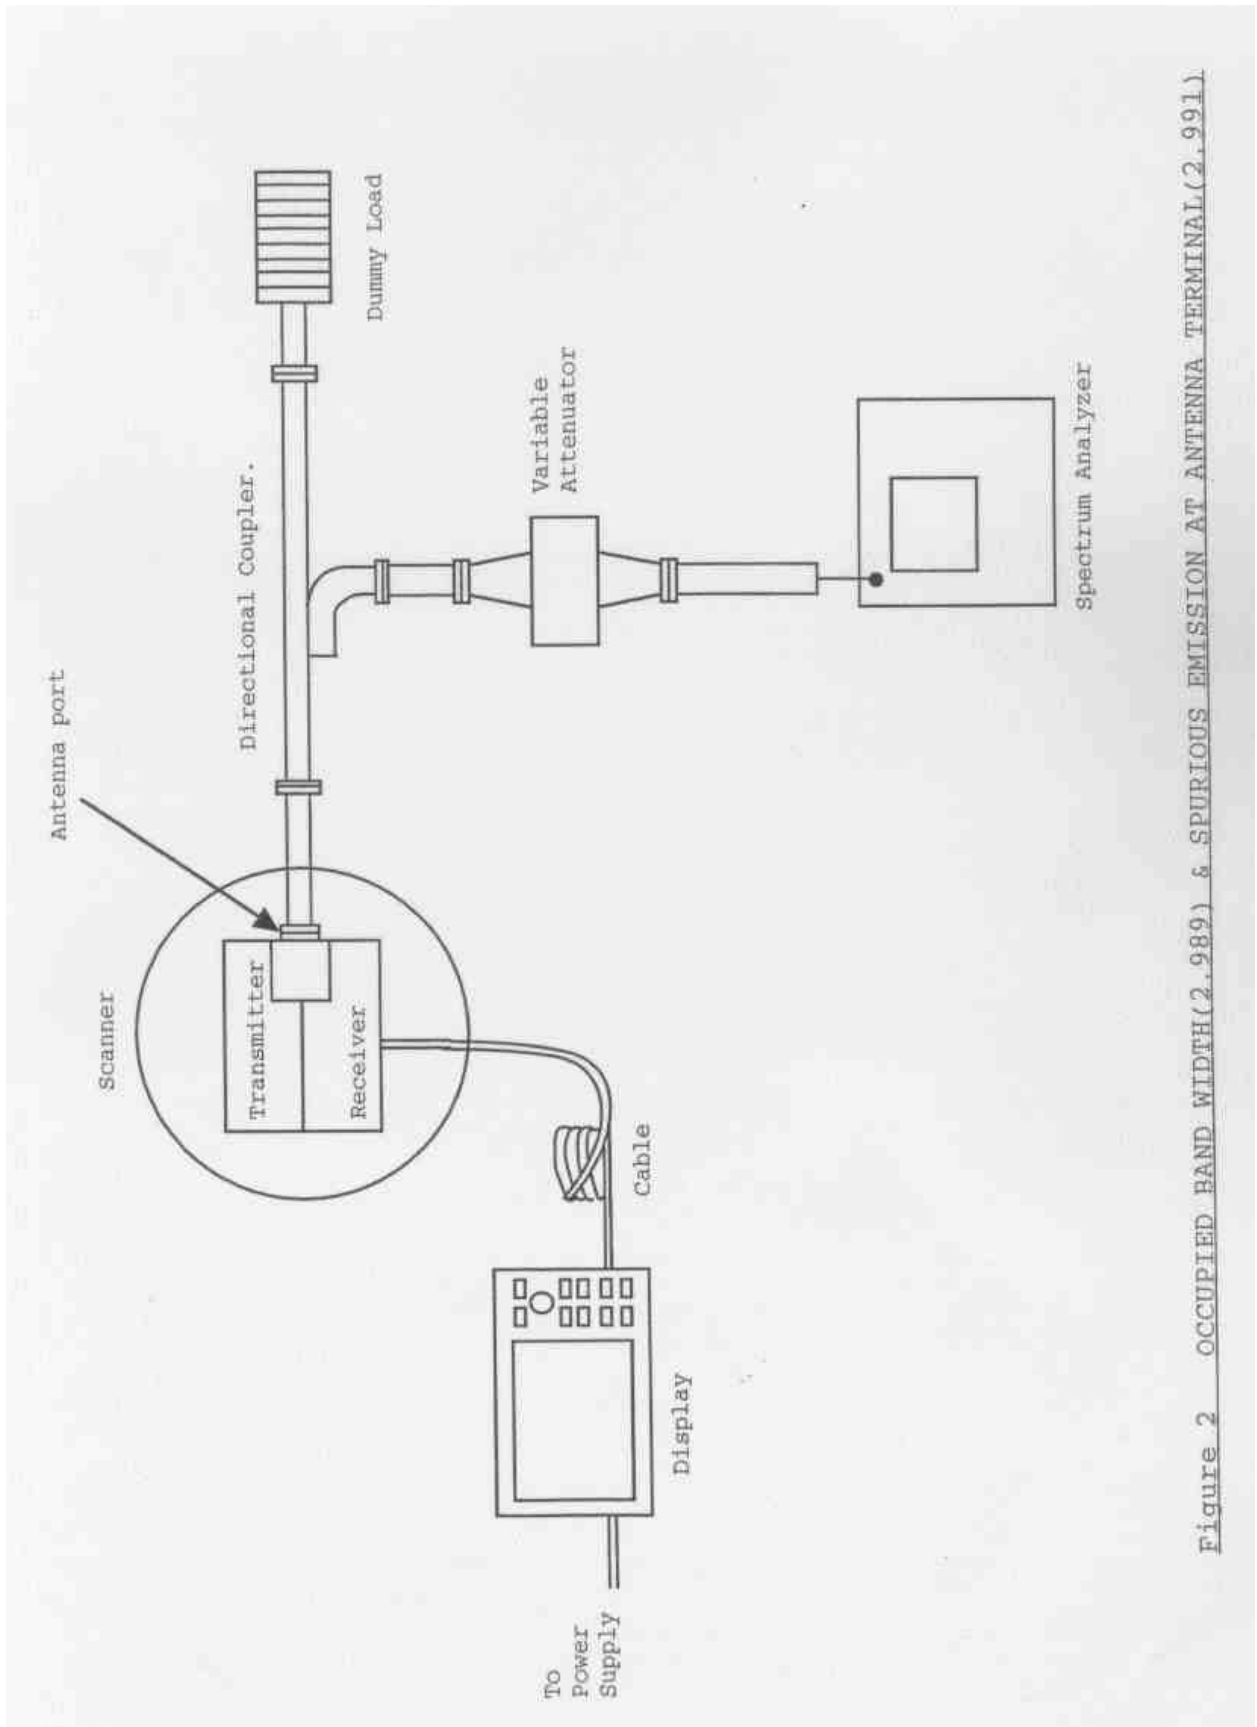 Antenna port
Scanner
Directional Coupler.
Transmitter
Receiver
Dummy Load
Variable
Attenuator
Cable
To
Power
Supply
Display
Spectrum Analyzer
Figure 2 OCCUPIED BAND WIDTH(2.989) & SPURIOUS EMISSION AT ANTENNA TERMINAL(2.991)